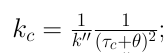 k_c = \frac{1}{k''} \frac{1}{(\tau_c + \theta)^2};